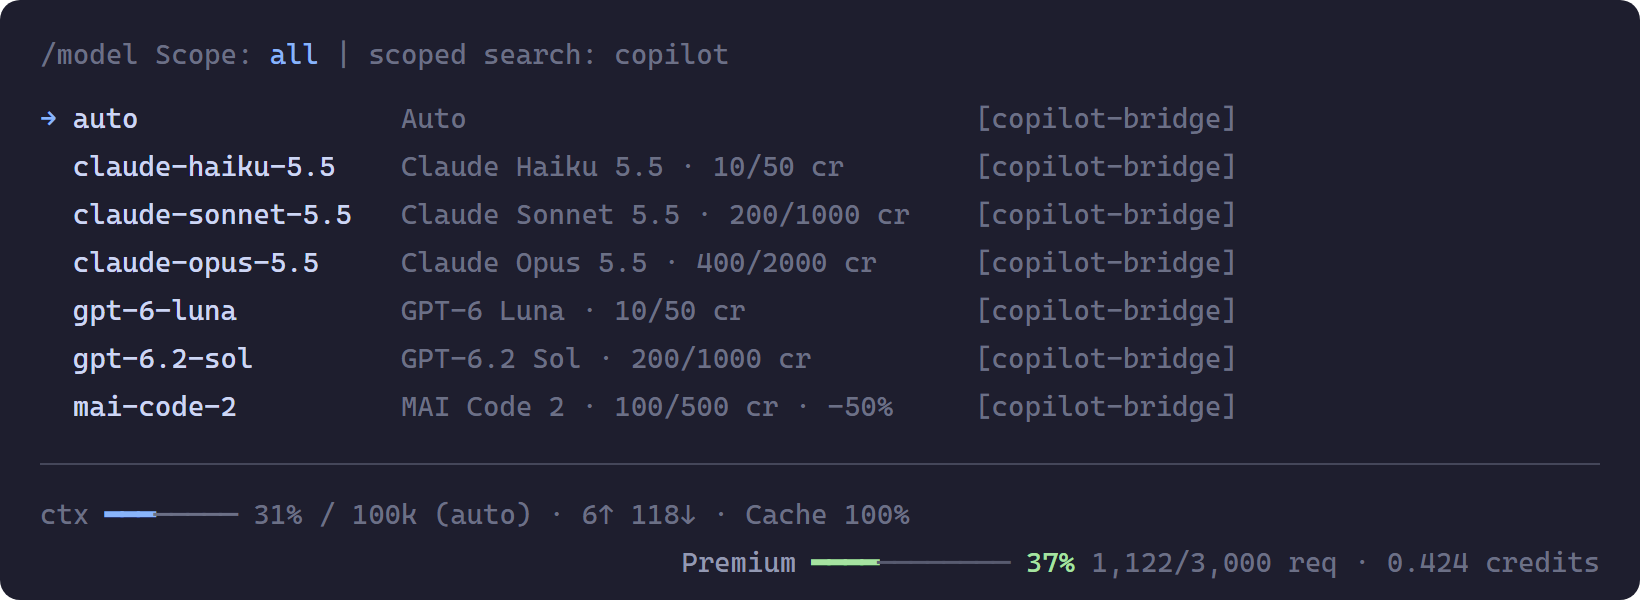 /model Scope: all | scoped search: copilot
→ auto Auto [copilot-bridge]
claude-haiku-5.5 Claude Haiku 5.5 · 10/50 cr [copilot-bridge]
claude-sonnet-5.5 Claude Sonnet 5.5 · 200/1000 cr [copilot-bridge]
claude-opus-5.5 Claude Opus 5.5 · 400/2000 cr [copilot-bridge]
gpt-6-luna GPT-6 Luna · 10/50 cr [copilot-bridge]
gpt-6.2-sol GPT-6.2 Sol · 200/1000 cr [copilot-bridge]
mai-code-2 MAI Code 2 · 100/500 cr · -50% [copilot-bridge]
ctx 31% / 100k (auto) · 6↑ 118↓ · Cache 100%
Premium 37% 1,122/3,000 req · 0.424 credits